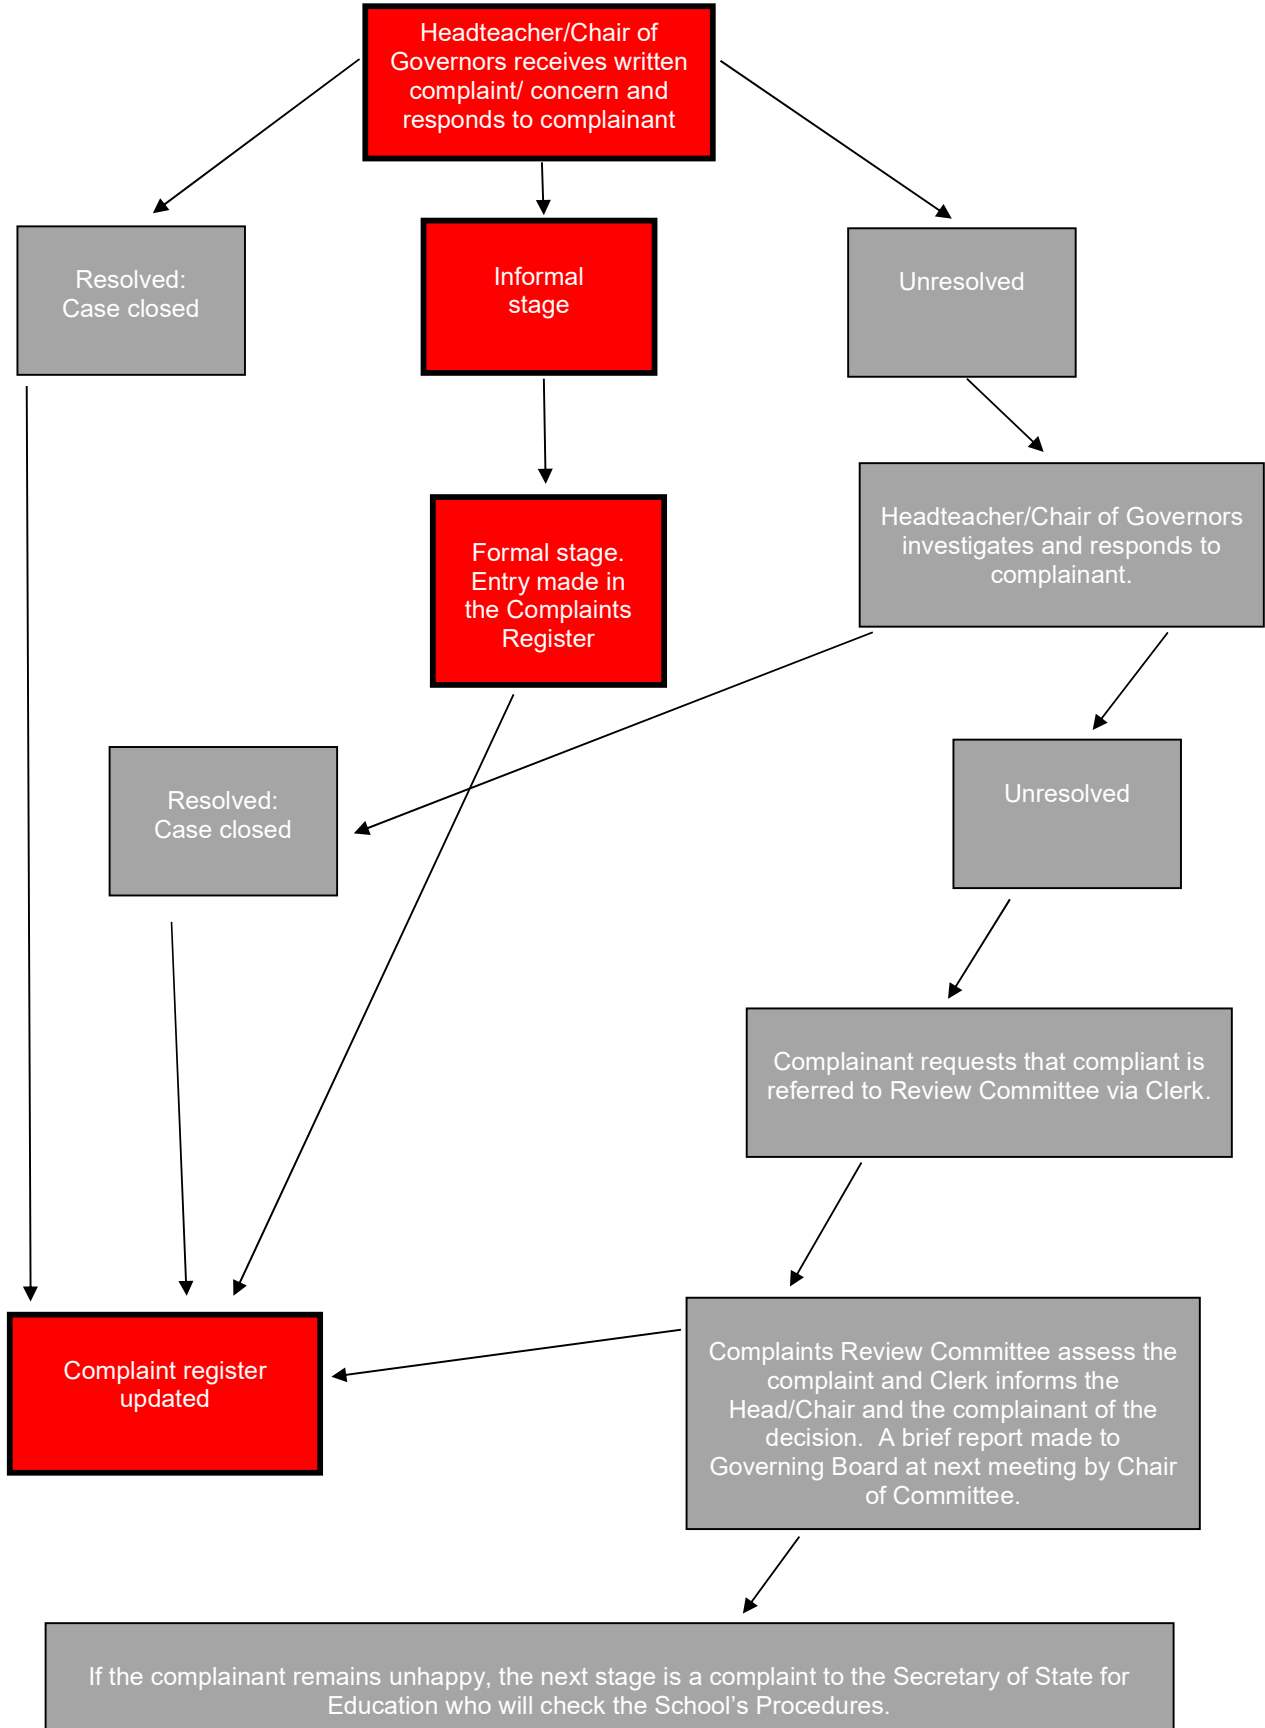 Headteacher/Chair of
Governors receives written
complaint/ concern and
responds to complainant
Resolved:
Case closed
Informal
stage
Unresolved
Headteacher/Chair of Governors
investigates and responds to
complainant.
Formal stage.
Entry made in
the Complaints
Register
Resolved:
Case closed
Unresolved
Complainant requests that compliant is
referred to Review Committee via Clerk.
Complaint register
updated
Complaints Review Committee assess the
complaint and Clerk informs the
Head/Chair and the complainant of the
decision.  A brief report made to
Governing Board at next meeting by Chair
of Committee.
If the complainant remains unhappy, the next stage is a complaint to the Secretary of State for
Education who will check the School’s Procedures.